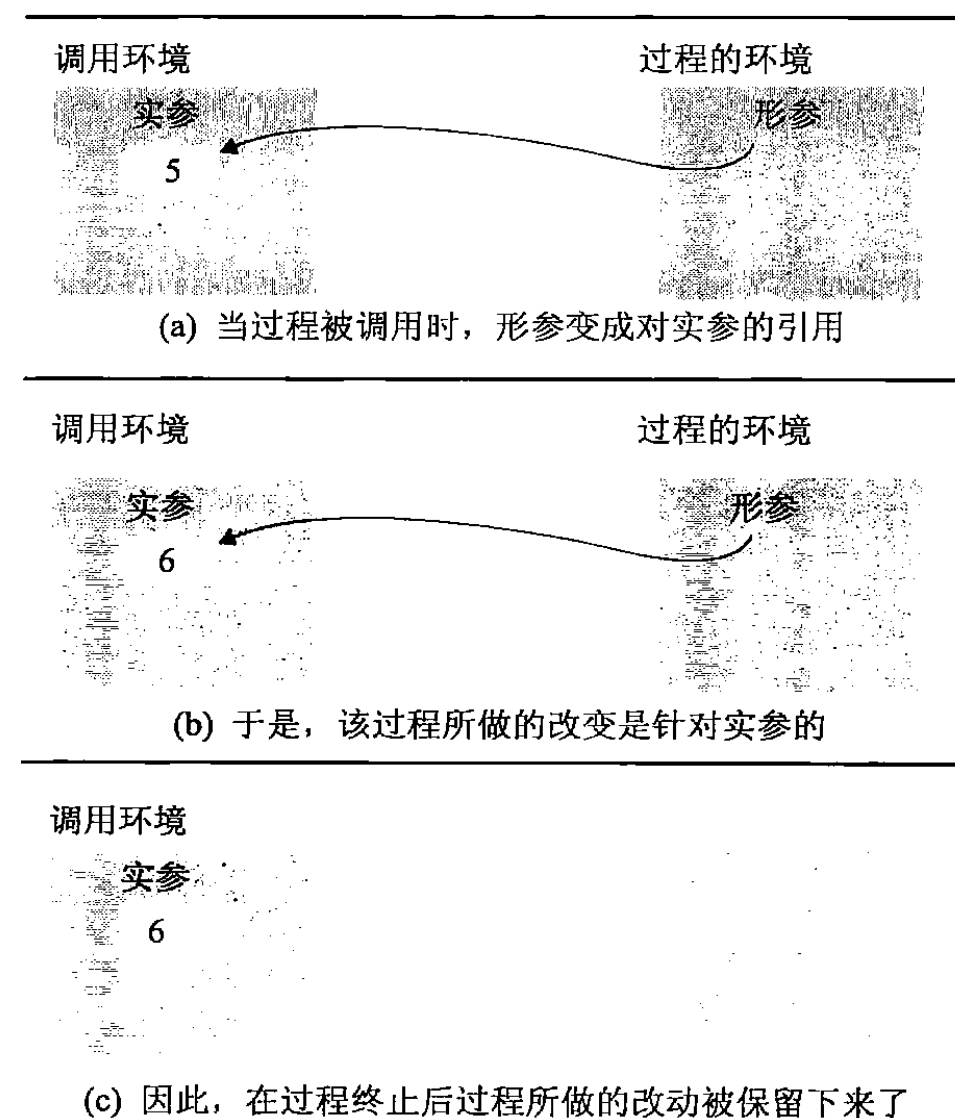 调用环境 过程的环境
实参 形参
5
(a) 当过程被调用时，形参变成对实参的引用
调用环境 过程的环境
实参 形参
6
(b) 于是，该过程所做的改变是针对实参的
调用环境
实参
6
(c) 因此，在过程终止后过程所做的改动被保留下来了